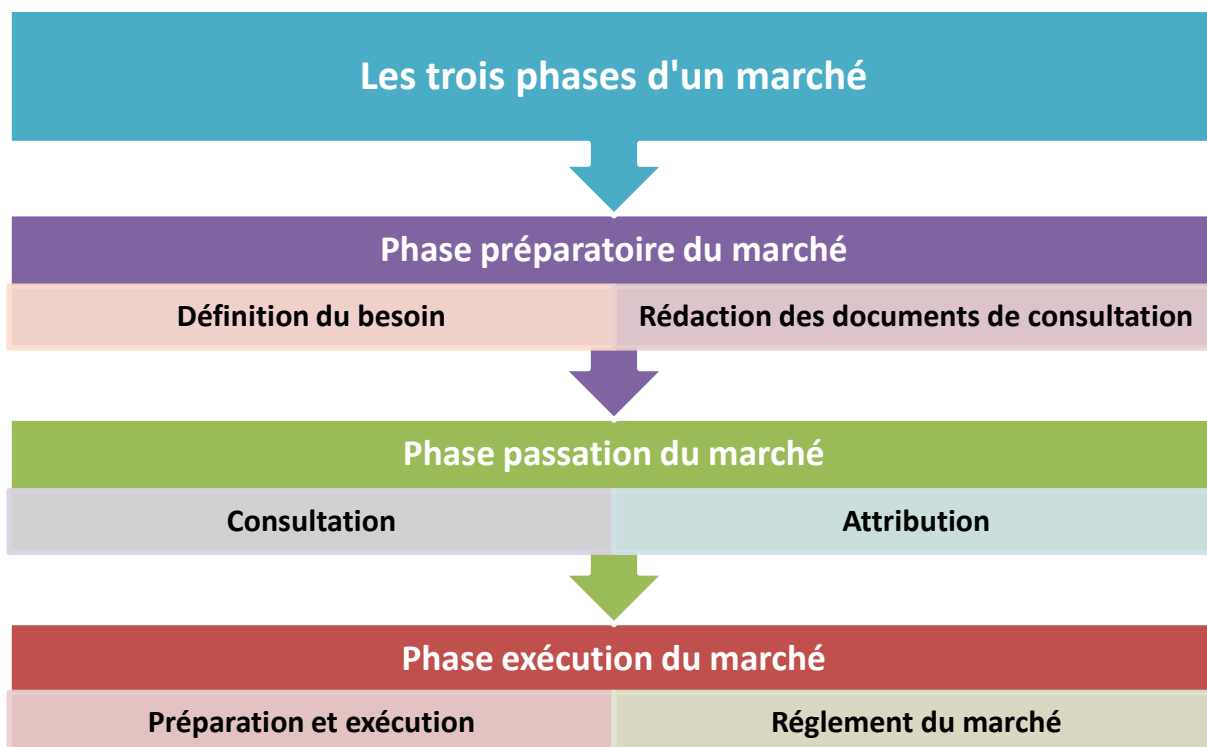 Les trois phases d'un marché
Phase préparatoire du marché
Définition du besoin
Rédaction des documents de consultation
Phase passation du marché
Consultation
Attribution
Phase exécution du marché
Préparation et exécution
Réglement du marché